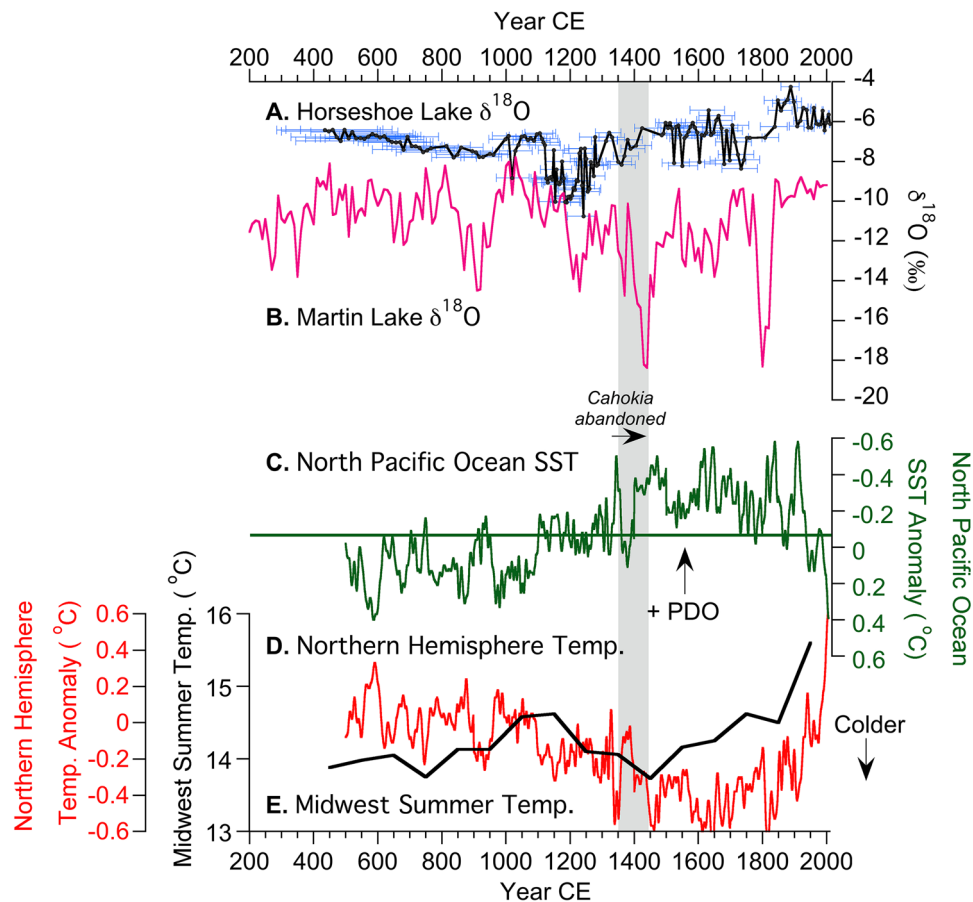 Year CE
200 400 600 800 1000 1200 1400 1600 1800 2000
A. Horseshoe Lake δ18O
B. Martin Lake δ18O
-4
-6
-8
-10
-12
-14
-16
-18
-20
δ18O (‰)
Cahokia
abandoned
C. North Pacific Ocean SST
-0.6
-0.4
-0.2
0
0.2
0.4
0.6
North Pacific Ocean
SST Anomaly (°C)
+ PDO
D. Northern Hemisphere Temp.
E. Midwest Summer Temp.
Colder
Northern Hemisphere
Temp. Anomaly (°C)
0.6
0.4
0.2
0
-0.2
-0.4
-0.6
Midwest Summer Temp. (°C)
16
15
14
13
200 400 600 800 1000 1200 1400 1600 1800 2000
Year CE